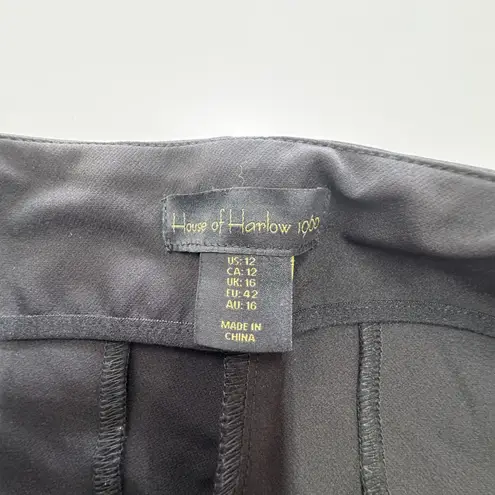 House of Harlow 1960
US: 12
CA: 12
UK: 16
EU: 42
AU: 16
MADE IN
CHINA